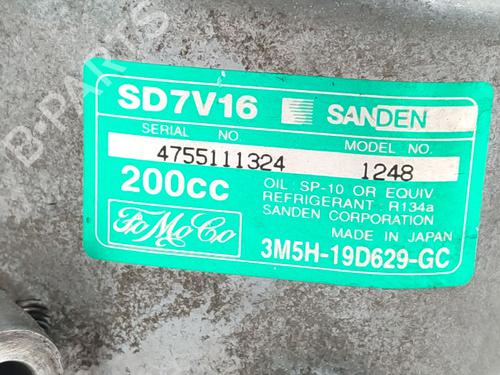 SD7V16 SANDEN
SERIAL NO. MODEL NO.
4755111324 1248
200cc
OIL : SP-10 OR EQUIV
REFRIGERANT : R134a
SANDEN CORPORATION
MADE IN JAPAN
FoMoCo
3M5H-19D629-GC
B-PARTS